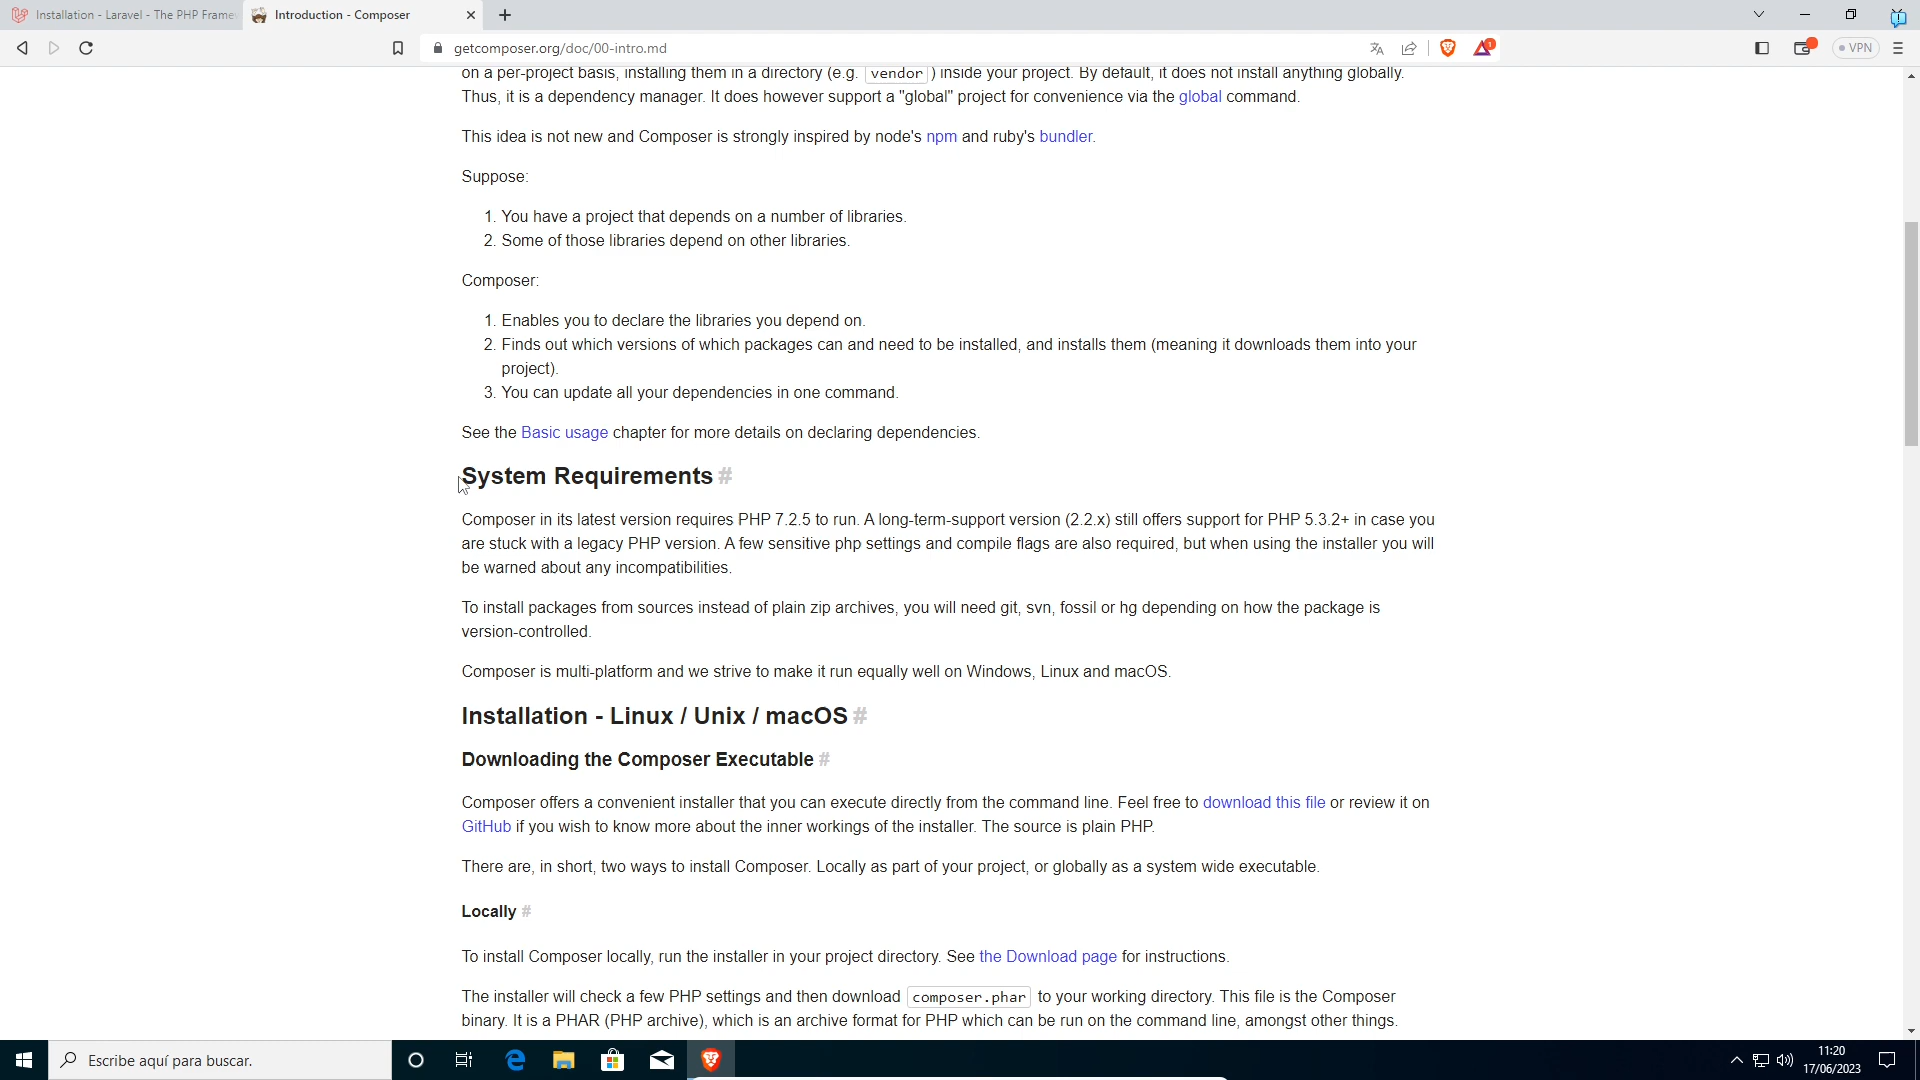 Installation - Laravel - The PHP Frame
Introduction - Composer
getcomposer.org/doc/00-intro.md
1
VPN
on a per-project basis, installing them in a directory (e.g. vendor ) inside your project. By default, it does not install anything globally.
Thus, it is a dependency manager. It does however support a "global" project for convenience via the global command.
This idea is not new and Composer is strongly inspired by node's npm and ruby's bundler.
Suppose:
1. You have a project that depends on a number of libraries.
2. Some of those libraries depend on other libraries.
Composer:
1. Enables you to declare the libraries you depend on.
2. Finds out which versions of which packages can and need to be installed, and installs them (meaning it downloads them into your
project).
3. You can update all your dependencies in one command.
See the Basic usage chapter for more details on declaring dependencies.
System Requirements #
Composer in its latest version requires PHP 7.2.5 to run. A long-term-support version (2.2.x) still offers support for PHP 5.3.2+ in case you
are stuck with a legacy PHP version. A few sensitive php settings and compile flags are also required, but when using the installer you will
be warned about any incompatibilities.
To install packages from sources instead of plain zip archives, you will need git, svn, fossil or hg depending on how the package is
version-controlled.
Composer is multi-platform and we strive to make it run equally well on Windows, Linux and macOS.
Installation - Linux / Unix / macOS #
Downloading the Composer Executable #
Composer offers a convenient installer that you can execute directly from the command line. Feel free to download this file or review it on
GitHub if you wish to know more about the inner workings of the installer. The source is plain PHP.
There are, in short, two ways to install Composer. Locally as part of your project, or globally as a system wide executable.
Locally #
To install Composer locally, run the installer in your project directory. See the Download page for instructions.
The installer will check a few PHP settings and then download composer.phar to your working directory. This file is the Composer
binary. It is a PHAR (PHP archive), which is an archive format for PHP which can be run on the command line, amongst other things.
Escribe aquí para buscar.
11:20
17/06/2023